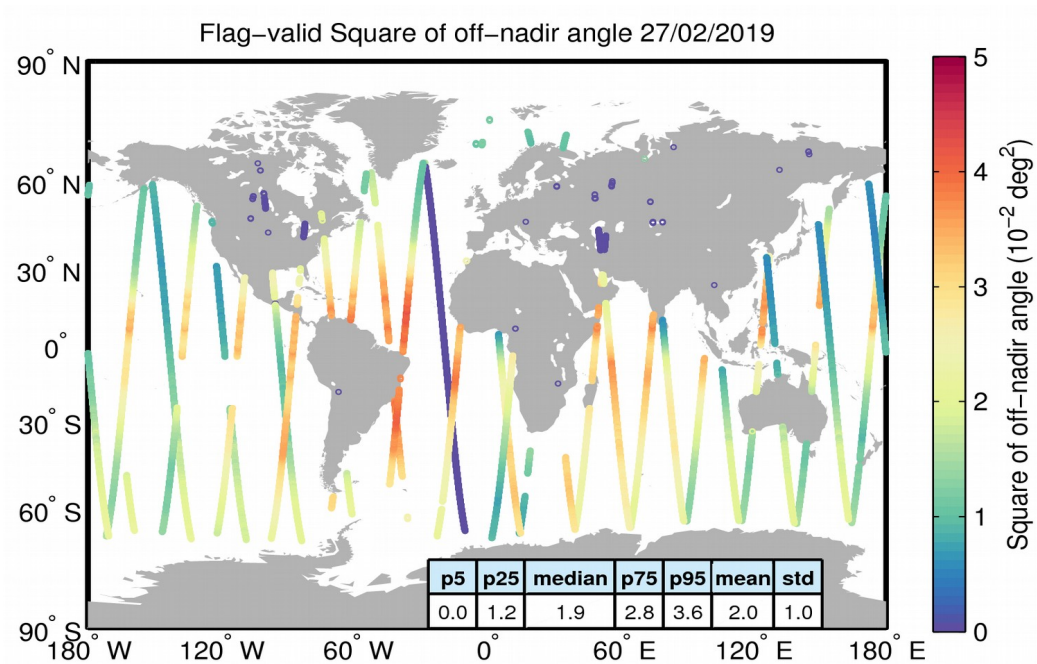 Flag−valid Square of off−nadir angle 27/02/2019
90° N
60° N
30° N
0°
30° S
60° S
90° S
180° W
120° W
60° W
0°
60° E
120° E
180° E
p5 p25 median p75 p95 mean std
0.0 1.2 1.9 2.8 3.6 2.0 1.0
5
4
3
2
1
0
Square of off−nadir angle (10⁻² deg²)